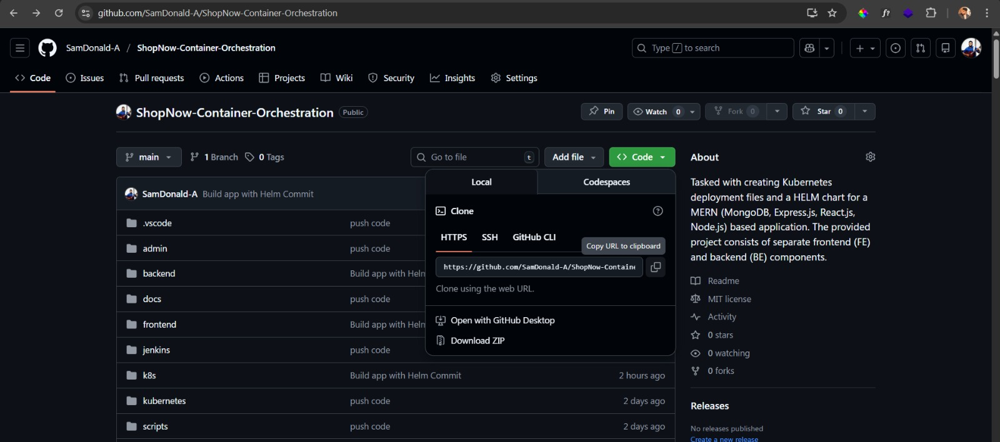 github.com/SamDonald-A/ShopNow-Container-Orchestration
f?
SamDonald-A / ShopNow-Container-Orchestration
Type / to search
Code Issues Pull requests Actions Projects Wiki Security Insights Settings
ShopNow-Container-Orchestration Public
Pin Watch 0 Fork 0 Star 0
main 1 Branch 0 Tags Go to file t Add file Code
Local Codespaces
Clone
HTTPS SSH GitHub CLI
Copy URL to clipboard
https://github.com/SamDonald-A/ShopNow-Containe
Clone using the web URL.
Open with GitHub Desktop
Download ZIP
SamDonald-A Build app with Helm Commit
.vscode push code
admin push code
backend Build app with Helm
docs push code
frontend Build app with Helm
jenkins push code
k8s Build app with Helm Commit 2 hours ago
kubernetes push code 2 days ago
scripts push code 2 days ago
About
Tasked with creating Kubernetes
deployment files and a HELM chart for a
MERN (MongoDB, Express.js, React.js,
Node.js) based application. The provided
project consists of separate frontend (FE)
and backend (BE) components.
Readme
MIT license
Activity
0 stars
0 watching
0 forks
Releases
No releases published
Create a new release